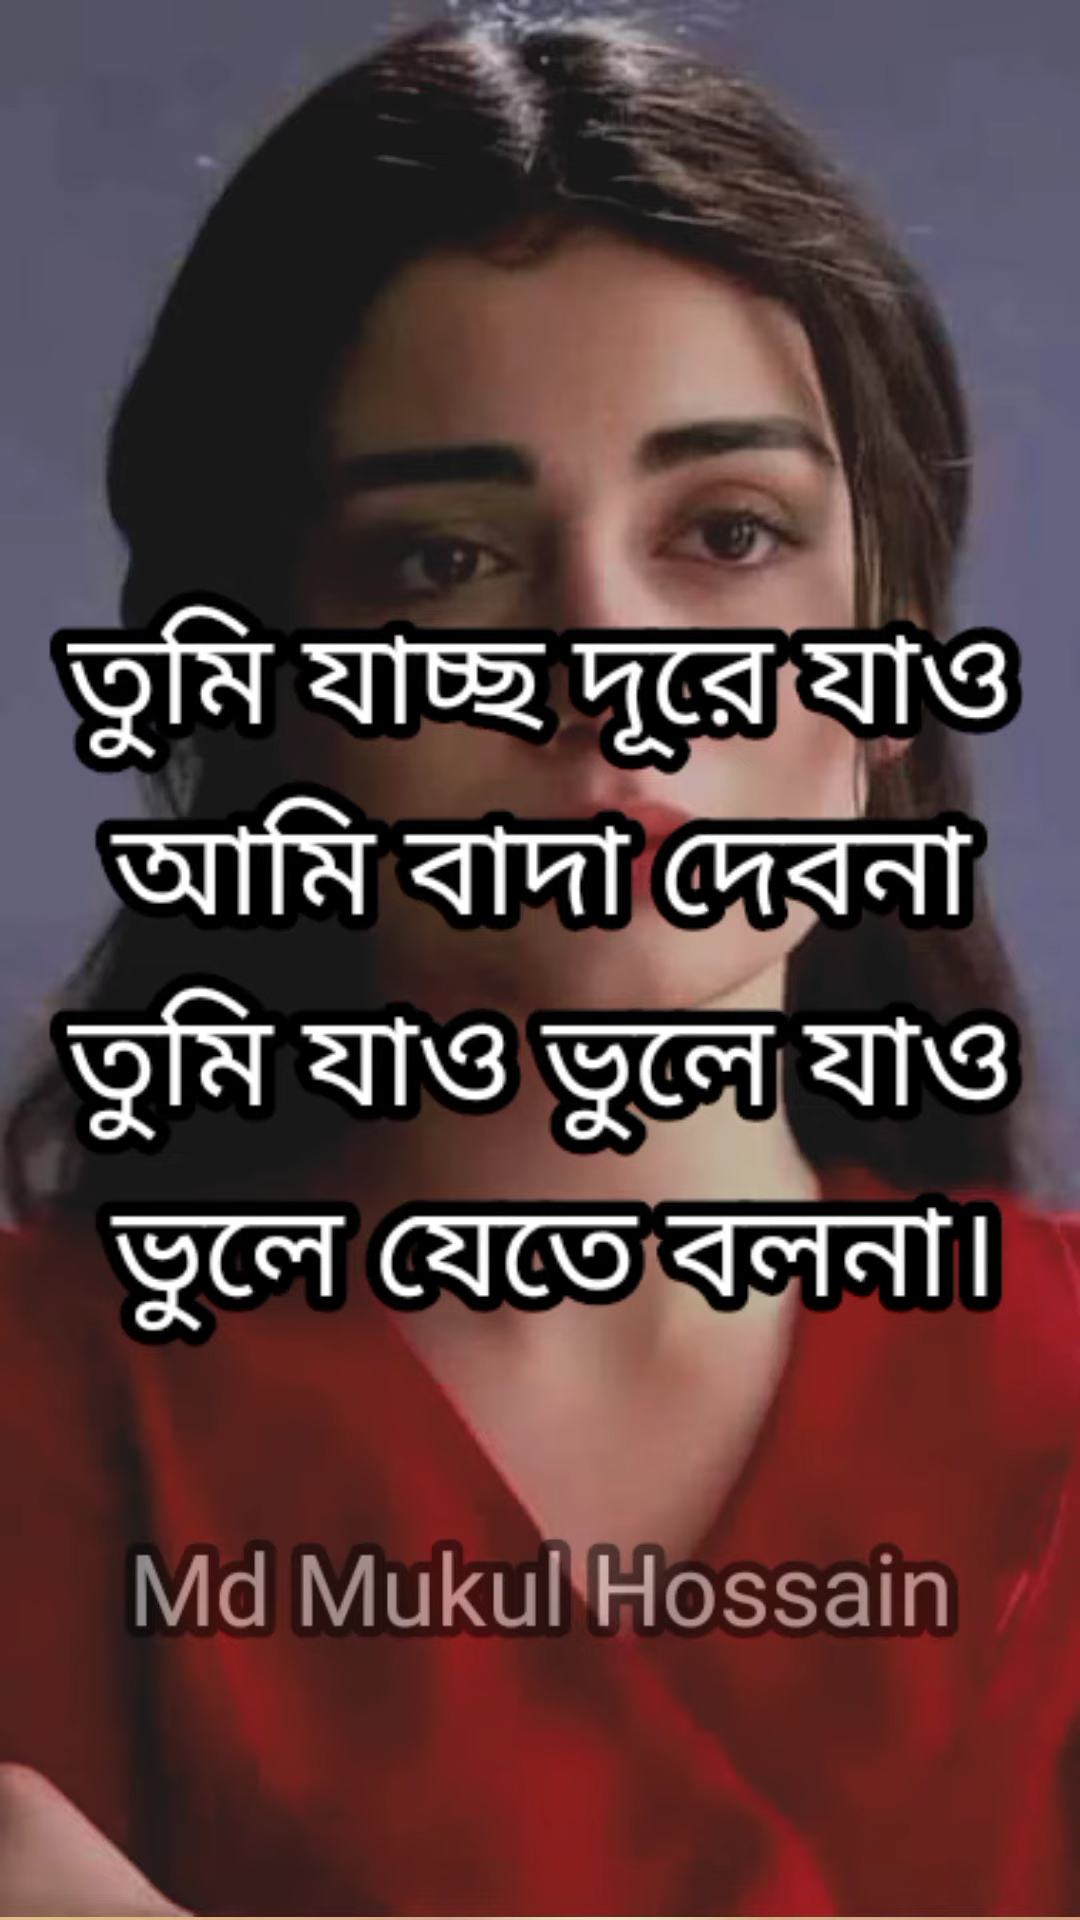 তুমি যাচ্ছ দূরে যাও
আমি বাদা দেবনা
তুমি যাও ভুলে যাও
ভুলে যেতে বলনা।
Md Mukul Hossain